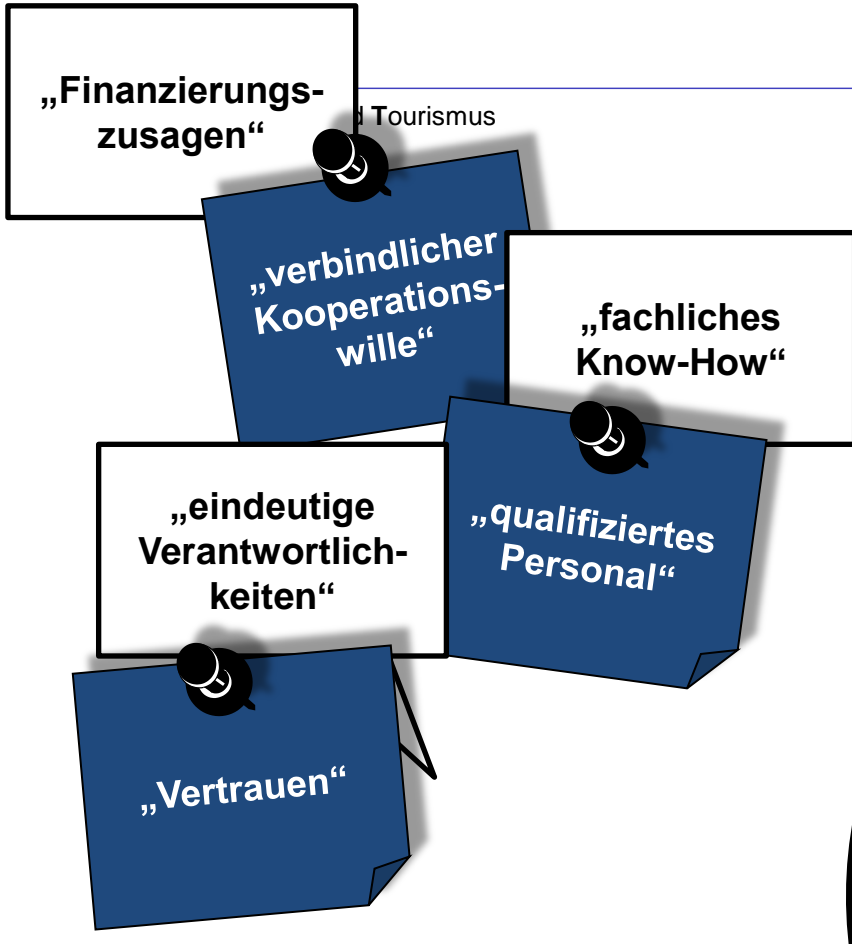 „Finanzierungs-
zusagen“
d Tourismus
„verbindlicher
Kooperations-
wille“
„fachliches
Know-How“
„eindeutige
Verantwortlich-
keiten“
„qualifiziertes
Personal“
„Vertrauen“